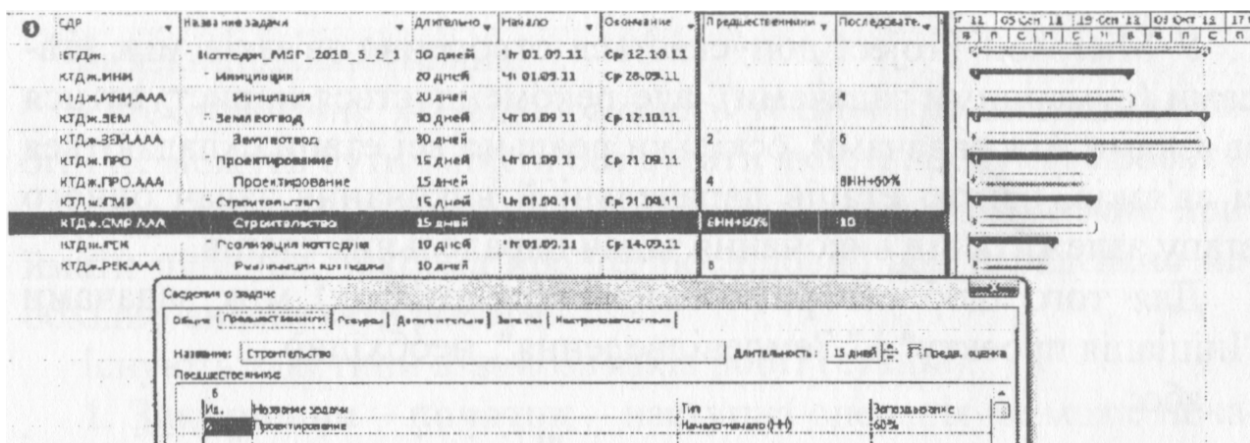 СДР Название задачи Длительно Начало Окончание Предшественники Последовате.
КТДж Коттедж_MSP_2010_5_2_3 30 дней Чт 01.09.11 Ср 12.10.11
КТДж.ИНИ Инициация 20 дней Чт 01.09.11 Ср 28.09.11
КТДж.ИНИ.ААА Инициация 20 дней 4
КТДж.ЗЕМ Землеотвод 30 дней Чт 01.09.11 Ср 12.10.11
КТДж.ЗЕМ.ААА Землеотвод 30 дней 2 6
КТДж.ПРО Проектирование 15 дней Чт 01.09.11 Ср 21.09.11
КТДж.ПРО.ААА Проектирование 15 дней 4 8НН+60%
КТДж.СМР Строительство 15 дней Чт 01.09.11 Ср 21.09.11
КТДж.СМР.ААА Строительство 15 дней 6НН+60% 10
КТДж.РЕК Реализация коттеджа 10 дней Чт 01.09.11 Ср 14.09.11
КТДж.РЕК.ААА Реализация коттеджа 10 дней 8
Сведения о задаче
Общие Предшественники Ресурсы Дополнительно Заметки Настраиваемые поля
Название: Строительство Длительность: 15 дней Предв. оценка
Предшественники:
6
Ид. Название задачи Тип Запаздывание
Проектирование Начало-начало (НН) 60%